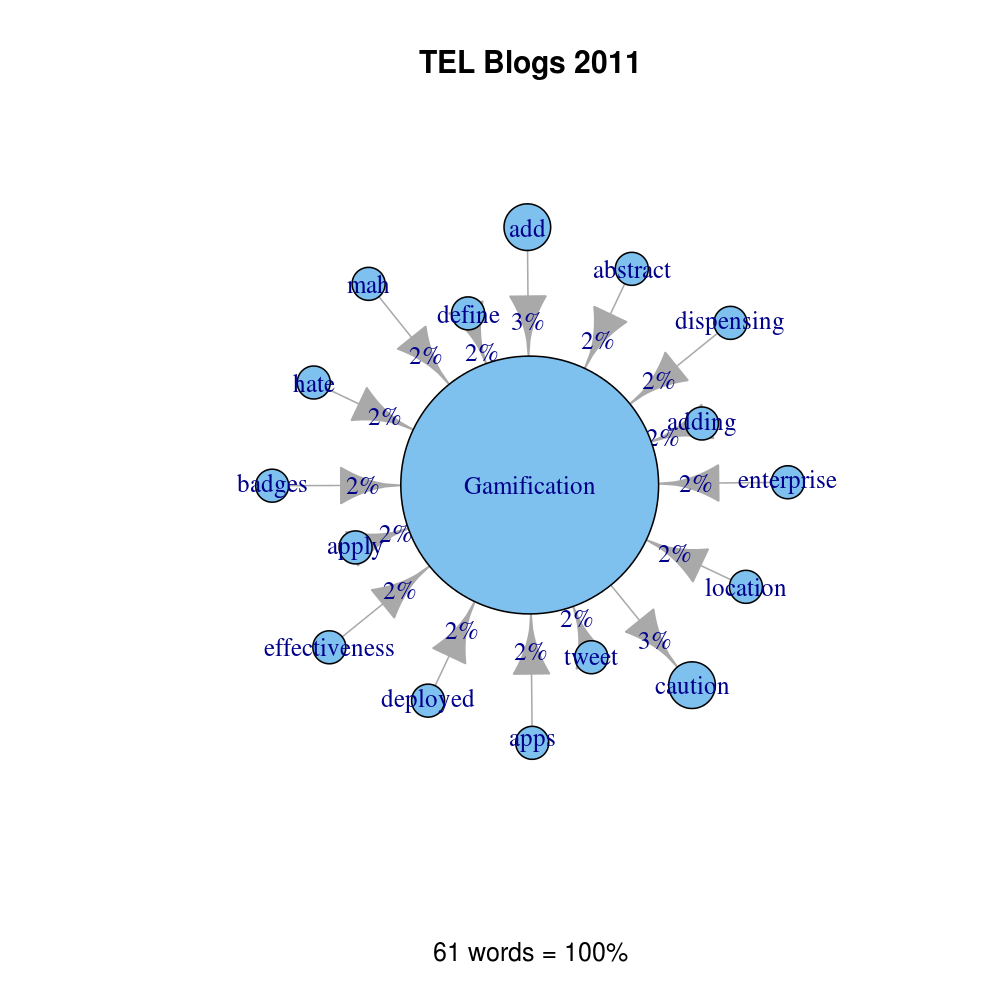 TEL Blogs 2011
add
abstract
mah
define
dispensing
3%
2%
2%
2%
2%
hate
2%
adding
2%
badges
2%
Gamification
2%
enterprise
apply
2%
2%
location
2%
2%
2%
2%
3%
effectiveness
tweet
deployed
caution
apps
61 words = 100%